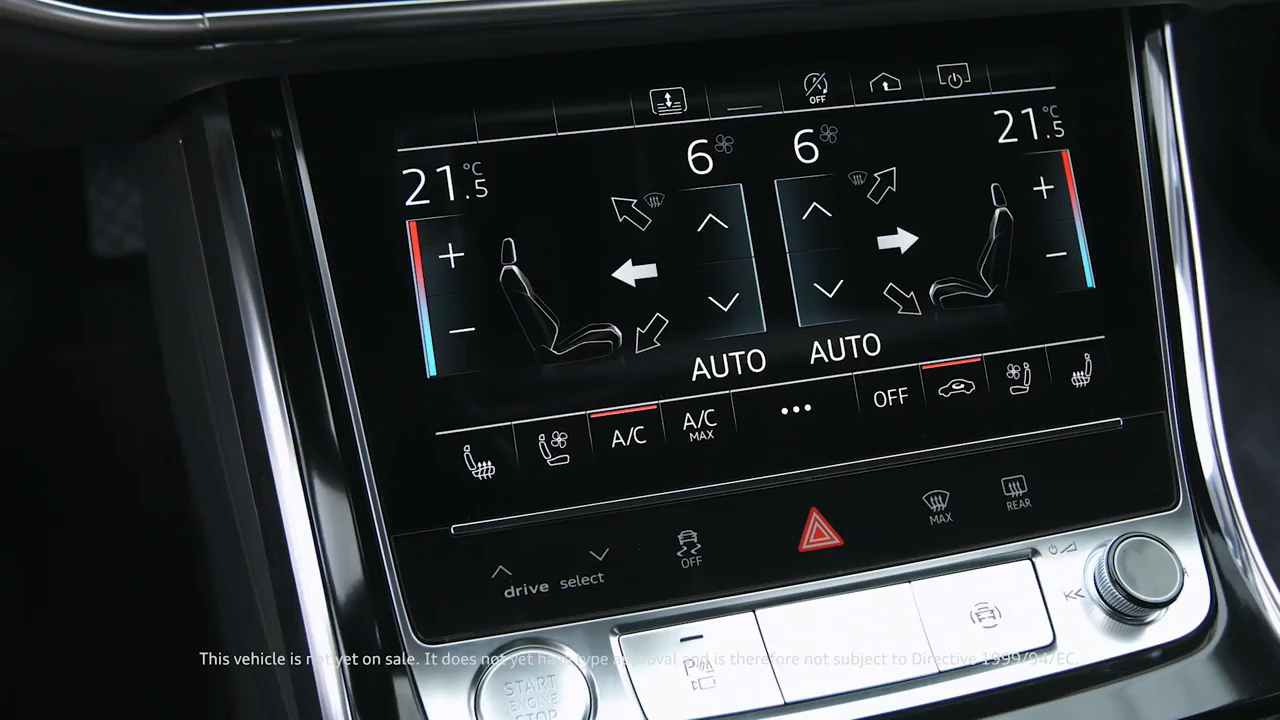 OFF
6 6 21.5 °C
21.5 °C
AUTO AUTO
A/C A/C MAX ••• OFF
MAX REAR
OFF
drive select
This vehicle is not yet on sale. It does not yet have type approval and is therefore not subject to Directive 1999/94/EC.
START
ENGINE
STOP